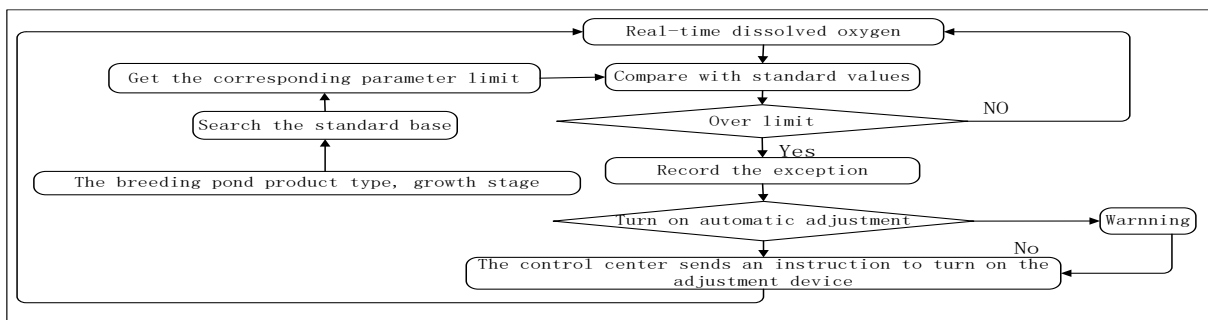 Real-time dissolved oxygen
Get the corresponding parameter limit
Compare with standard values
NO
Search the standard base
Over limit
Yes
The breeding pond product type, growth stage
Record the exception
Turn on automatic adjustment
Warnning
No
The control center sends an instruction to turn on the
adjustment device